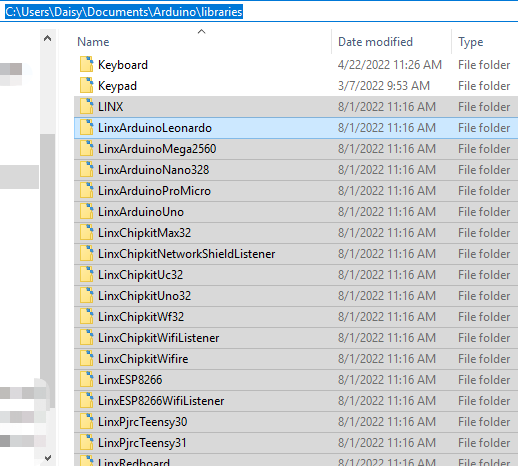 C:\Users\Daisy\Documents\Arduino\libraries
Name Date modified Type
Keyboard 4/22/2022 11:26 AM File folder
Keypad 3/7/2022 9:53 AM File folder
LINX 8/1/2022 11:16 AM File folder
LinxArduinoLeonardo 8/1/2022 11:16 AM File folder
LinxArduinoMega2560 8/1/2022 11:16 AM File folder
LinxArduinoNano328 8/1/2022 11:16 AM File folder
LinxArduinoProMicro 8/1/2022 11:16 AM File folder
LinxArduinoUno 8/1/2022 11:16 AM File folder
LinxChipkitMax32 8/1/2022 11:16 AM File folder
LinxChipkitNetworkShieldListener 8/1/2022 11:16 AM File folder
LinxChipkitUc32 8/1/2022 11:16 AM File folder
LinxChipkitUno32 8/1/2022 11:16 AM File folder
LinxChipkitWf32 8/1/2022 11:16 AM File folder
LinxChipkitWifiListener 8/1/2022 11:16 AM File folder
LinxChipkitWifire 8/1/2022 11:16 AM File folder
LinxESP8266 8/1/2022 11:16 AM File folder
LinxESP8266WifiListener 8/1/2022 11:16 AM File folder
LinxPjrcTeensy30 8/1/2022 11:16 AM File folder
LinxPjrcTeensy31 8/1/2022 11:16 AM File folder
LinxRedboard 8/1/2022 11:16 AM File folder